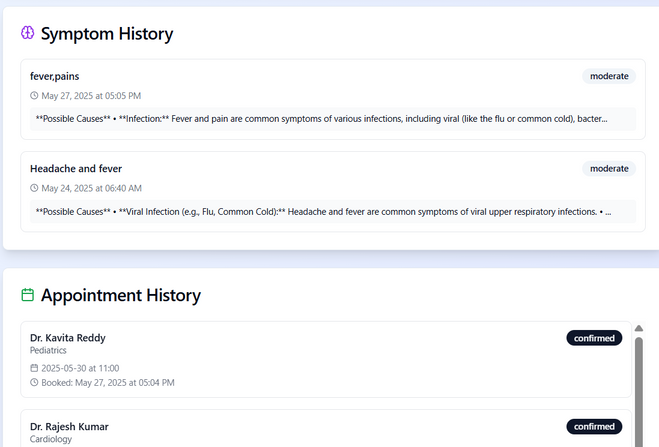 Symptom History
fever,pains
moderate
May 27, 2025 at 05:05 PM
**Possible Causes** • **Infection:** Fever and pain are common symptoms of various infections, including viral (like the flu or common cold), bacter...
Headache and fever
moderate
May 24, 2025 at 06:40 AM
**Possible Causes** • **Viral Infection (e.g., Flu, Common Cold):** Headache and fever are common symptoms of viral upper respiratory infections. • ...
Appointment History
Dr. Kavita Reddy
confirmed
Pediatrics
2025-05-30 at 11:00
Booked: May 27, 2025 at 05:04 PM
Dr. Rajesh Kumar
confirmed
Cardiology